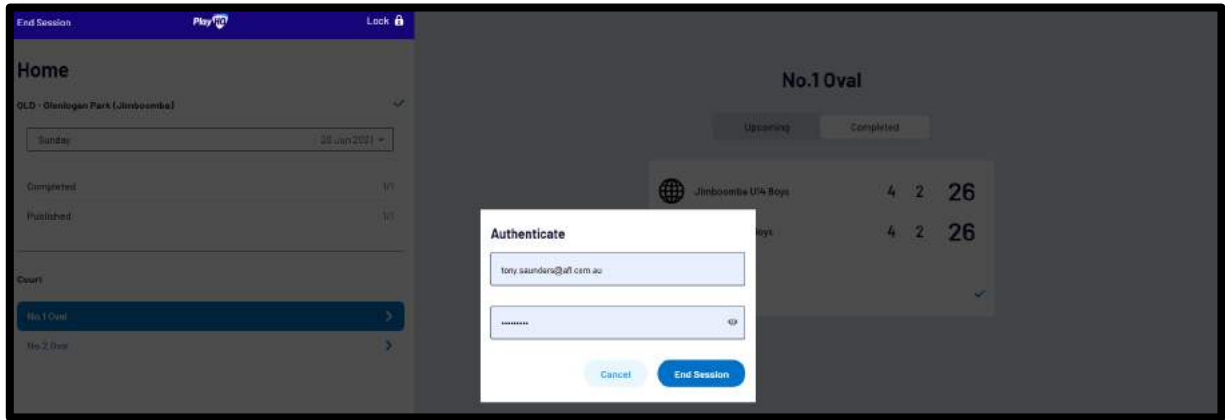 End Session
PlayHQ
Lock
Home
QLD - Glenlogan Park (Jimboomba)
Sunday 26 Jun 2021
Completed 1/1
Published 1/1
Court
No.1 Oval
No.2 Oval
No.1 Oval
Upcoming Completed
Jimboomba U14 Boys 4 2 26
Boys 4 2 26
Authenticate
tony.saunders@afl.com.au
Cancel End Session